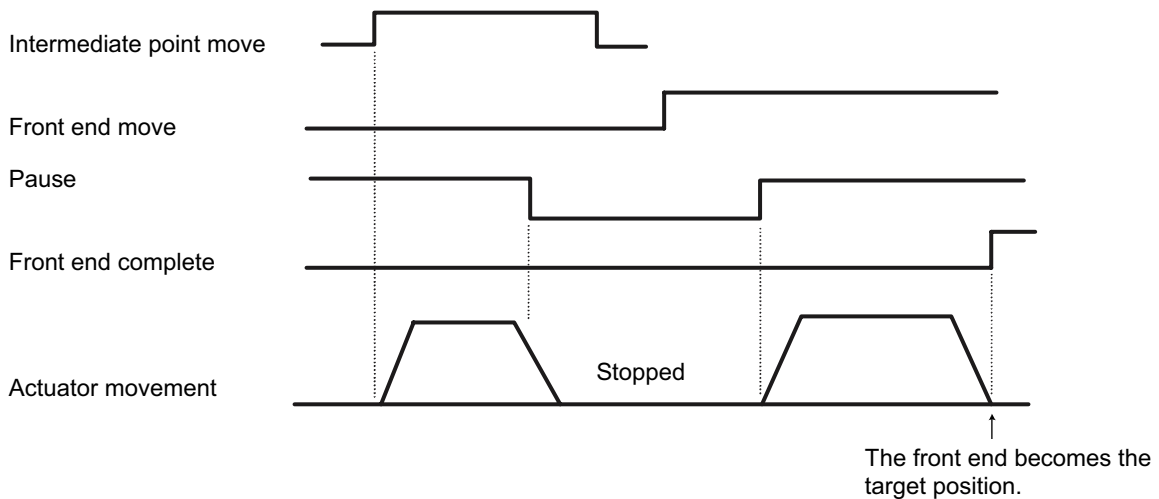 Intermediate point move
Front end move
Pause
Front end complete
Stopped
Actuator movement
The front end becomes the
target position.